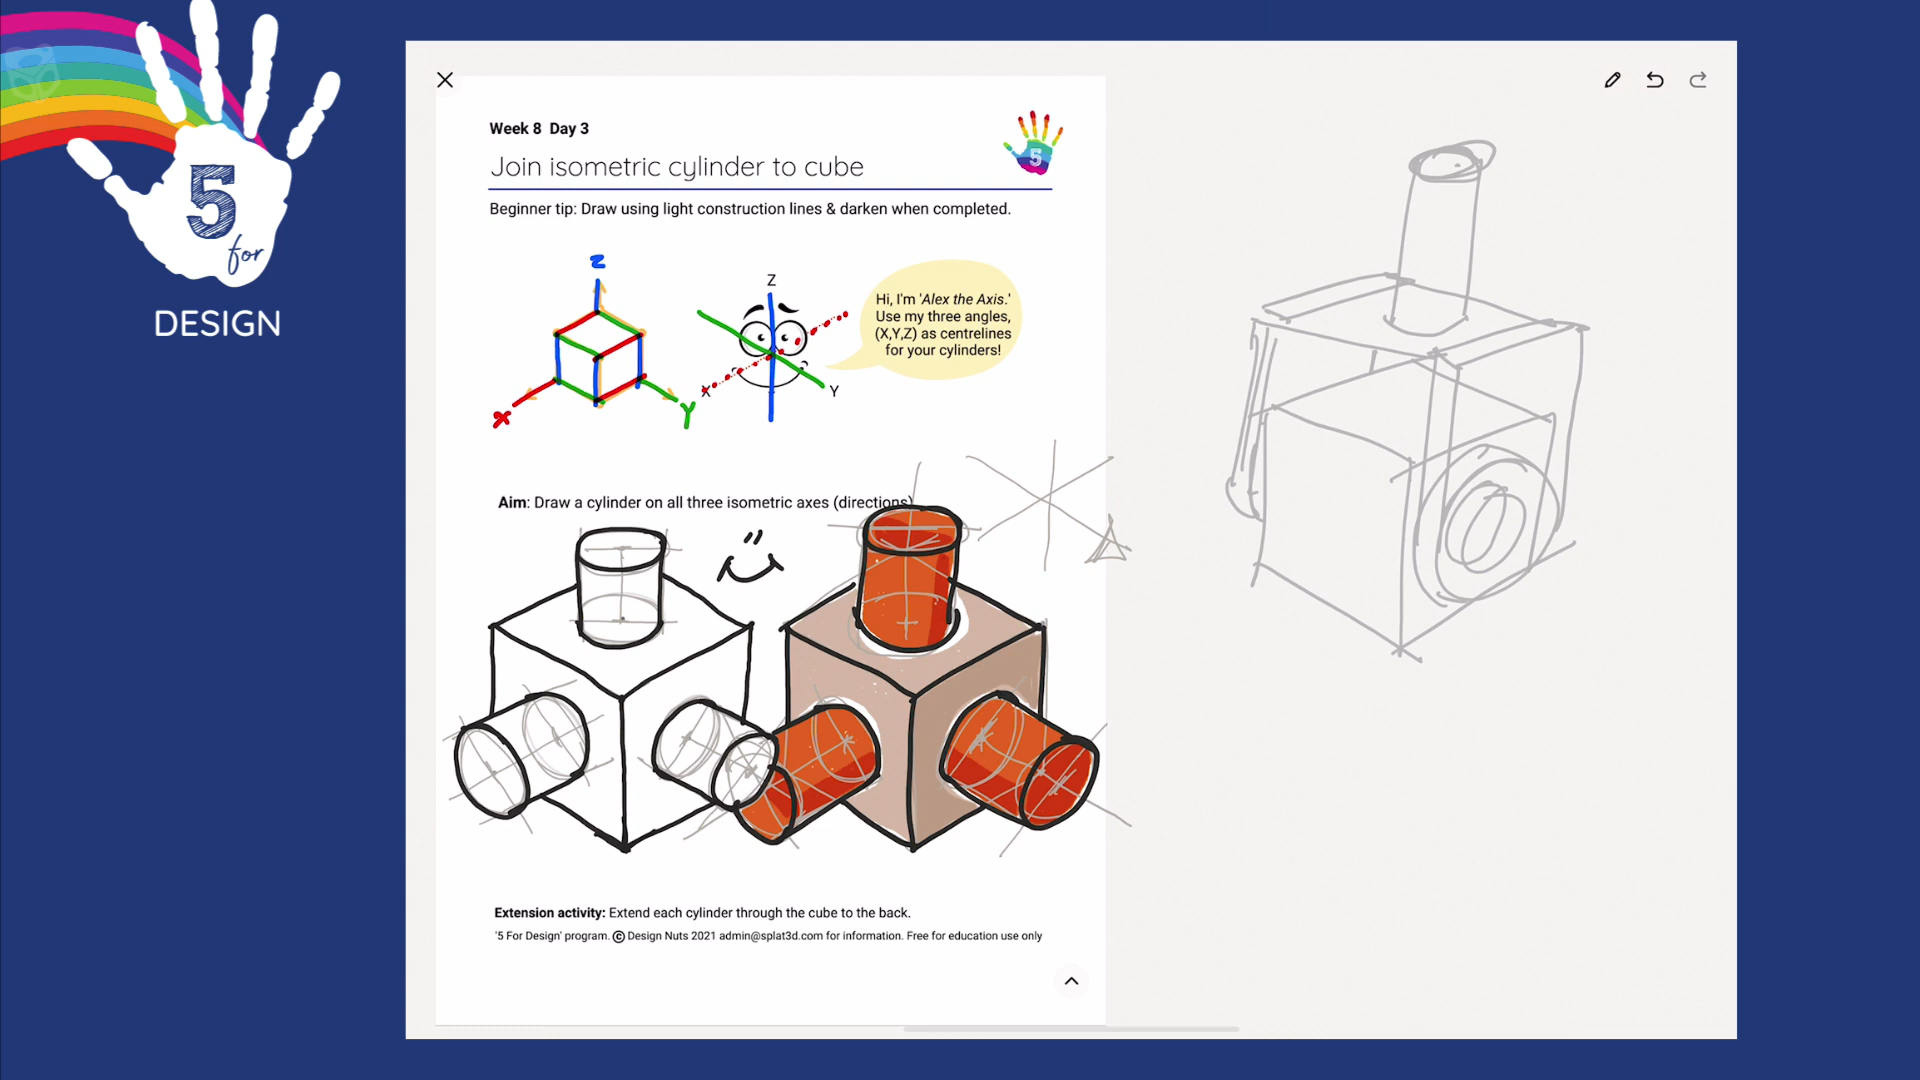 5
for
DESIGN
Week 8 Day 3
5
Join isometric cylinder to cube
Beginner tip: Draw using light construction lines & darken when completed.
Z
X
Y
Z
X
Y
Hi, I'm 'Alex the Axis.'
Use my three angles,
(X,Y,Z) as centrelines
for your cylinders!
Aim: Draw a cylinder on all three isometric axes (directions)
Extension activity: Extend each cylinder through the cube to the back.
'5 For Design' program. © Design Nuts 2021 admin@splat3d.com for information. Free for education use only